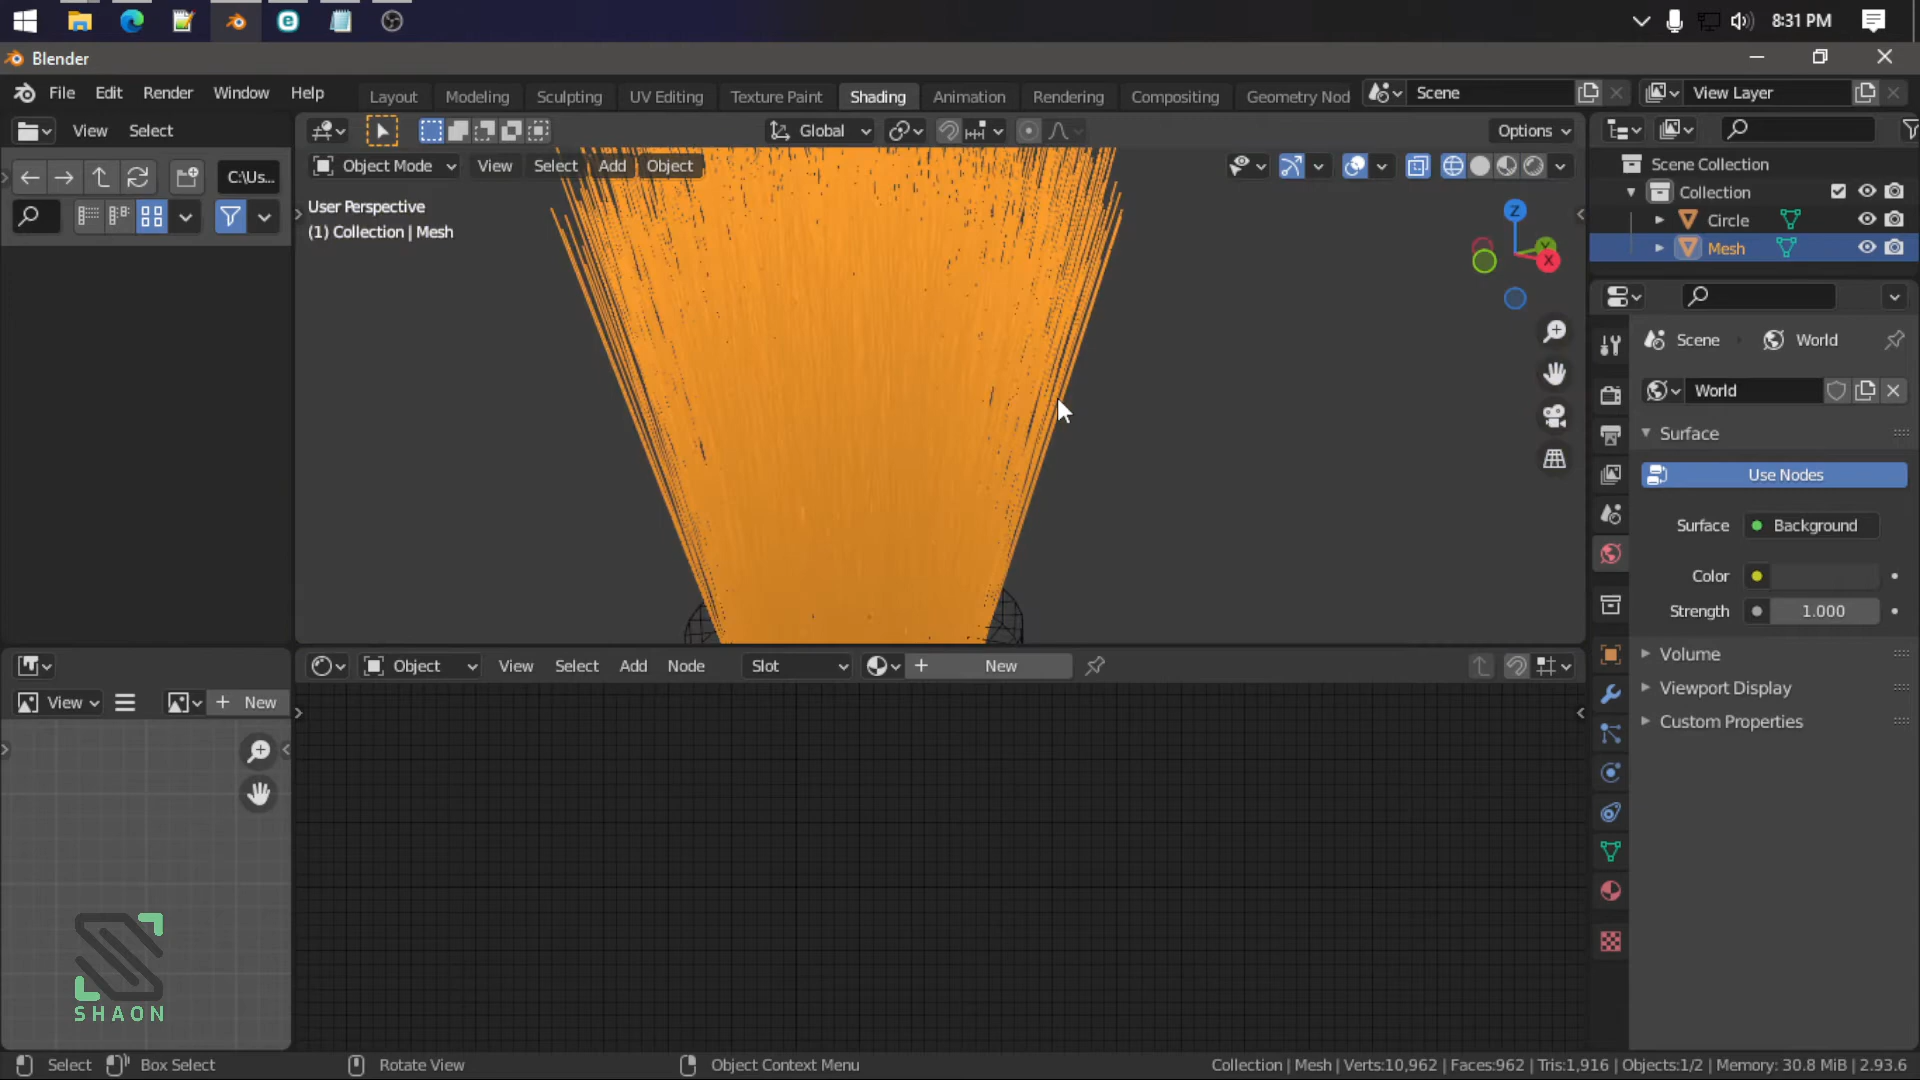 8:31 PM
Blender
File Edit Render Window Help Layout Modeling Sculpting UV Editing Texture Paint Shading Animation Rendering Compositing Geometry Nod Scene View Layer
View Select
Global
Options
Object Mode View Select Add Object
C:\Us...
User Perspective
(1) Collection | Mesh
Z
Y
X
Scene Collection
Collection
Circle
Mesh
Scene World
World
Surface
Use Nodes
Surface Background
Color
Strength 1.000
Volume
Viewport Display
Custom Properties
Object View Select Add Node Slot New
View New
SHAON
Select Box Select Rotate View Object Context Menu Collection | Mesh | Verts:10,962 | Faces:962 | Tris:1,916 | Objects:1/2 | Memory: 30.8 MiB | 2.93.6